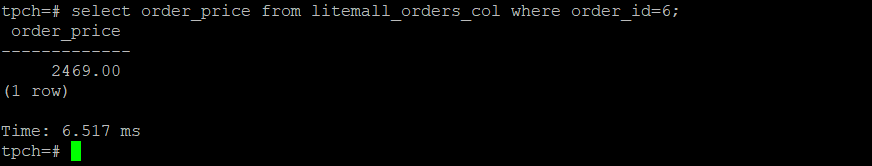 tpch=# select order_price from litemall_orders_col where order_id=6;
 order_price
-------------
     2469.00
(1 row)

Time: 6.517 ms
tpch=#